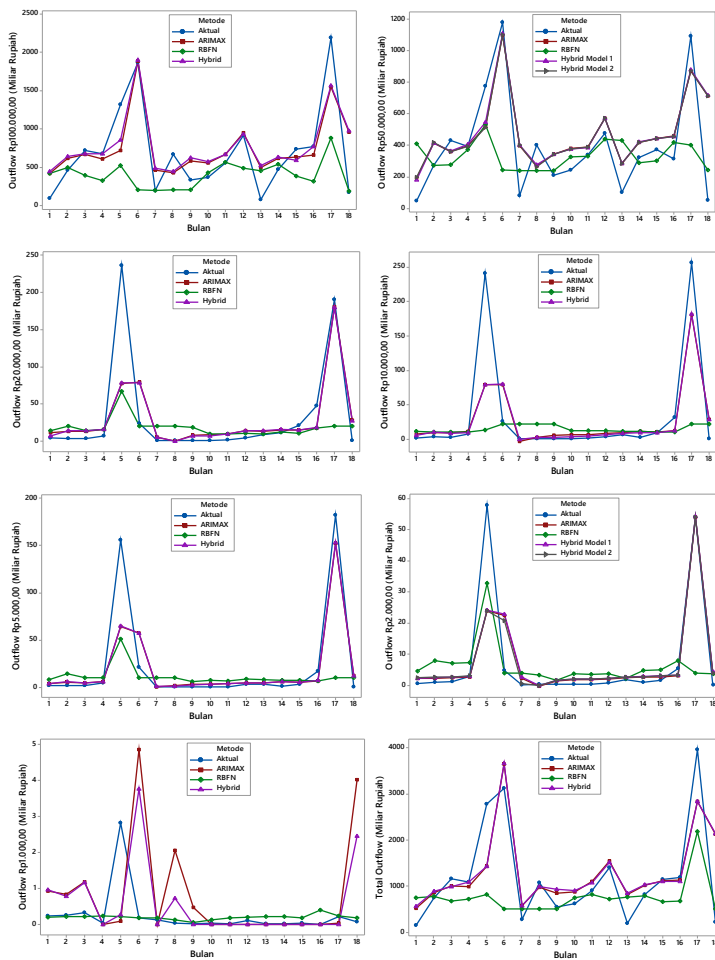 Outflow Rp100.000,00 (Miliar Rupiah)
2500
2000
1500
1000
500
0
Metode
Aktual
ARIMAX
RBFN
Hybrid
1 2 3 4 5 6 7 8 9 10 11 12 13 14 15 16 17 18
Bulan
Outflow Rp50.000,00 (Miliar Rupiah)
1200
1000
800
600
400
200
0
Metode
Aktual
ARIMAX
RBFN
Hybrid Model 1
Hybrid Model 2
1 2 3 4 5 6 7 8 9 10 11 12 13 14 15 16 17 18
Bulan
Outflow Rp20.000,00 (Miliar Rupiah)
250
200
150
100
50
0
Metode
Aktual
ARIMAX
RBFN
Hybrid
1 2 3 4 5 6 7 8 9 10 11 12 13 14 15 16 17 18
Bulan
Outflow Rp10.000,00 (Miliar Rupiah)
250
200
150
100
50
0
Metode
Aktual
ARIMAX
RBFN
Hybrid
1 2 3 4 5 6 7 8 9 10 11 12 13 14 15 16 17 18
Bulan
Outflow Rp5.000,00 (Miliar Rupiah)
200
150
100
50
0
Metode
Aktual
ARIMAX
RBFN
Hybrid
1 2 3 4 5 6 7 8 9 10 11 12 13 14 15 16 17 18
Bulan
Outflow Rp2.000,00 (Miliar Rupiah)
60
50
40
30
20
10
0
Metode
Aktual
ARIMAX
RBFN
Hybrid Model 1
Hybrid Model 2
1 2 3 4 5 6 7 8 9 10 11 12 13 14 15 16 17 18
Bulan
Outflow Rp1.000,00 (Miliar Rupiah)
5
4
3
2
1
0
Metode
Aktual
ARIMAX
RBFN
Hybrid
1 2 3 4 5 6 7 8 9 10 11 12 13 14 15 16 17 18
Bulan
Total Outflow (Miliar Rupiah)
4000
3000
2000
1000
0
Metode
Aktual
ARIMAX
RBFN
Hybrid
1 2 3 4 5 6 7 8 9 10 11 12 13 14 15 16 17 18
Bulan